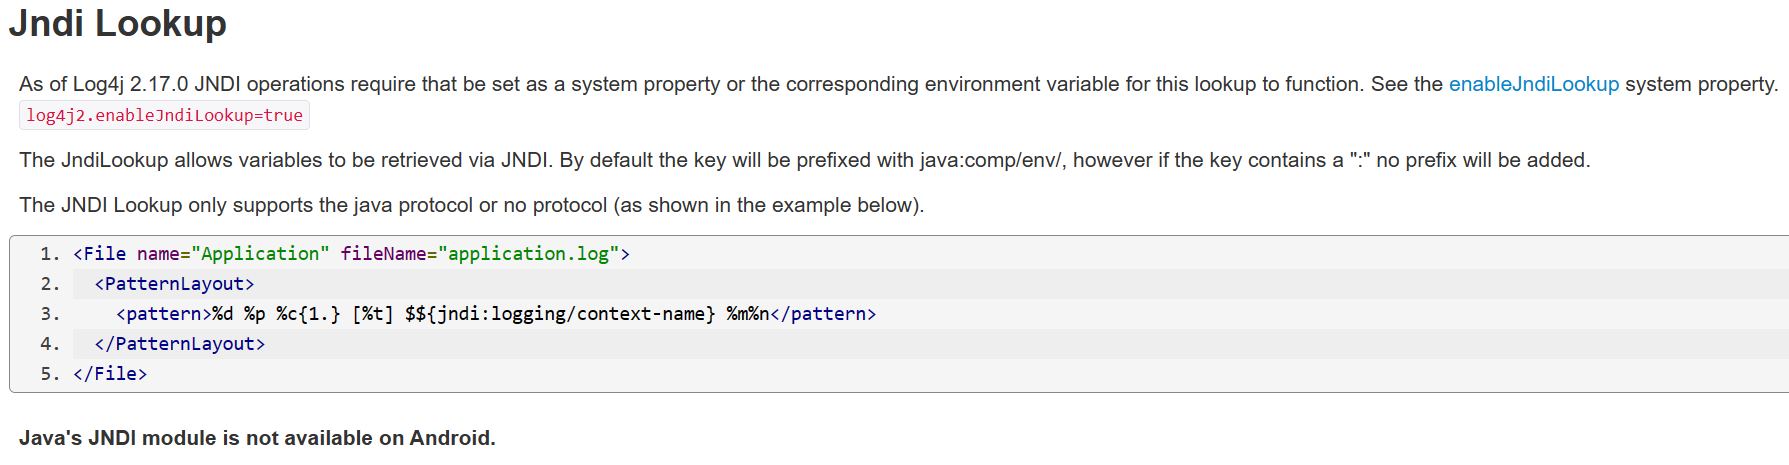 Jndi Lookup
As of Log4j 2.17.0 JNDI operations require that be set as a system property or the corresponding environment variable for this lookup to function. See the enableJndiLookup system property.
log4j2.enableJndiLookup=true
The JndiLookup allows variables to be retrieved via JNDI. By default the key will be prefixed with java:comp/env/, however if the key contains a ":" no prefix will be added.
The JNDI Lookup only supports the java protocol or no protocol (as shown in the example below).
1. <File name="Application" fileName="application.log">
2.   <PatternLayout>
3.     <pattern>%d %p %c{1.} [%t] $${jndi:logging/context-name} %m%n</pattern>
4.   </PatternLayout>
5. </File>
Java's JNDI module is not available on Android.